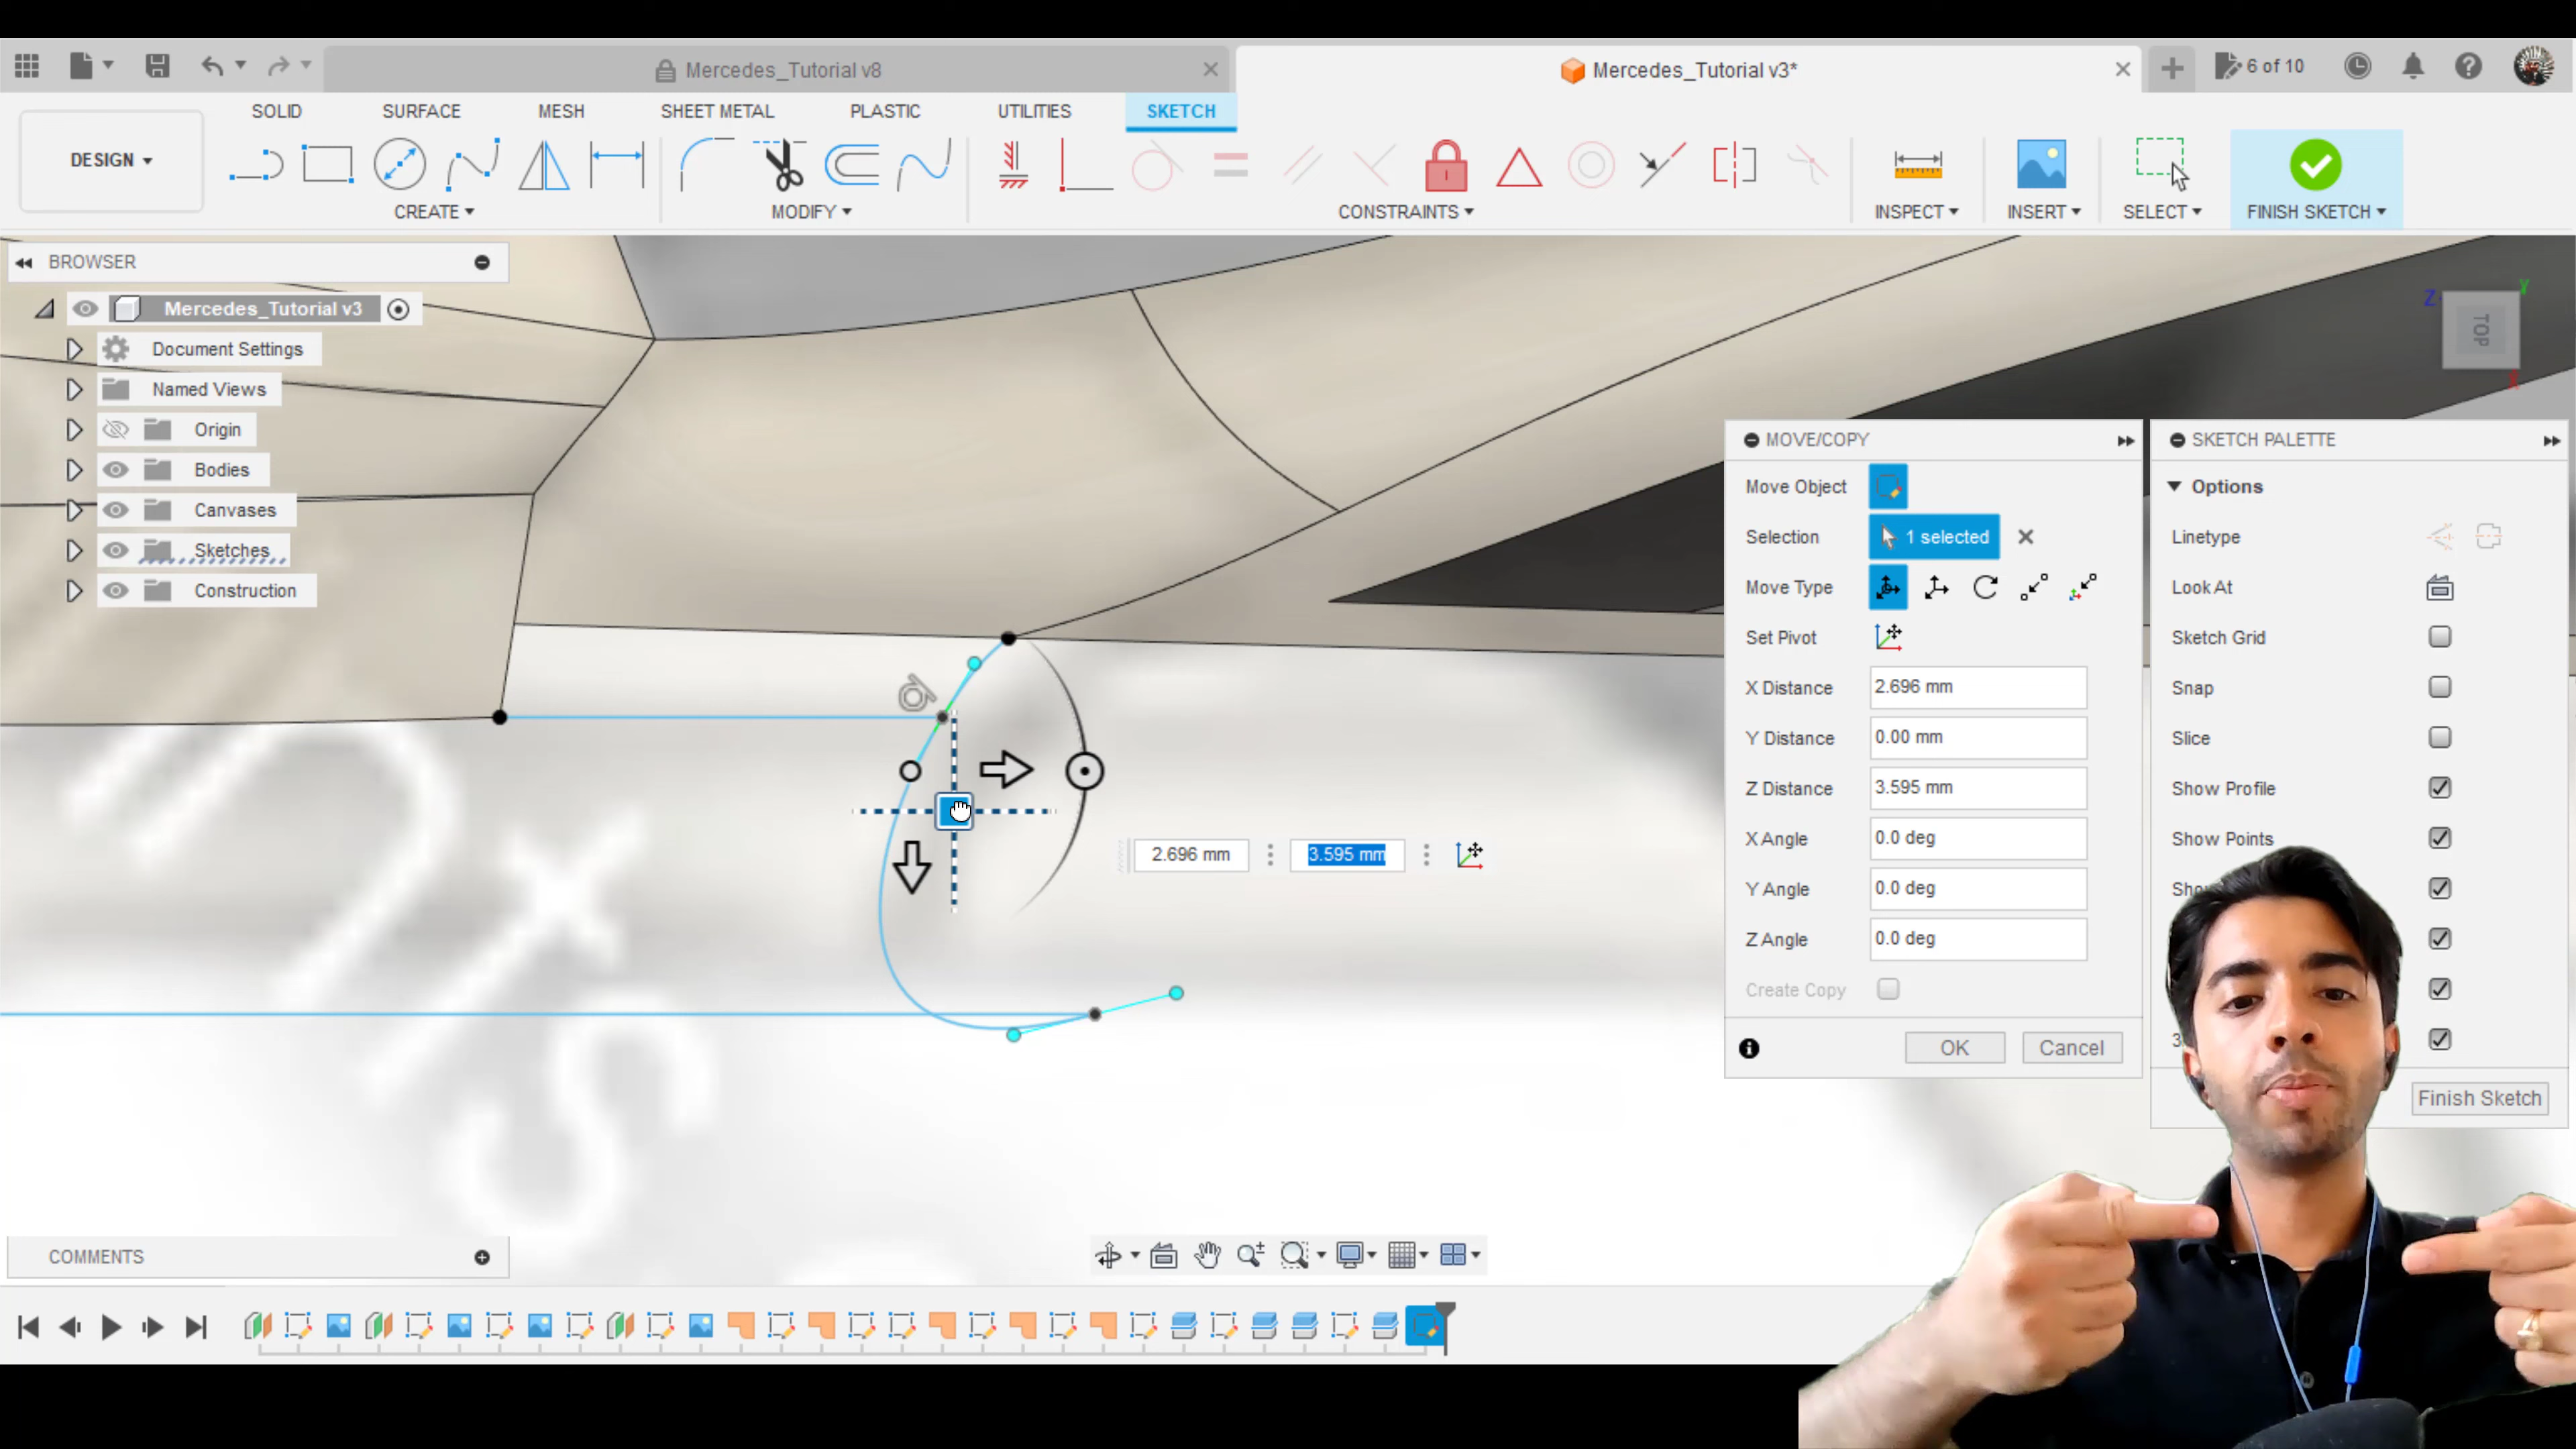 Mercedes_Tutorial v8
Mercedes_Tutorial v3*
6 of 10
DESIGN
SOLID
SURFACE
MESH
SHEET METAL
PLASTIC
UTILITIES
SKETCH
CREATE
MODIFY
CONSTRAINTS
INSPECT
INSERT
SELECT
FINISH SKETCH
BROWSER
Mercedes_Tutorial v3
Document Settings
Named Views
Origin
Bodies
Canvases
Sketches
Construction
Z
Y
TOP
X
MOVE/COPY
Move Object
Selection
1 selected
Move Type
Set Pivot
X Distance
2.696 mm
Y Distance
0.00 mm
Z Distance
3.595 mm
X Angle
0.0 deg
Y Angle
0.0 deg
Z Angle
0.0 deg
Create Copy
OK
Cancel
SKETCH PALETTE
Options
Linetype
Look At
Sketch Grid
Snap
Slice
Show Profile
Show Points
3
Finish Sketch
2.696 mm
3.595 mm
COMMENTS